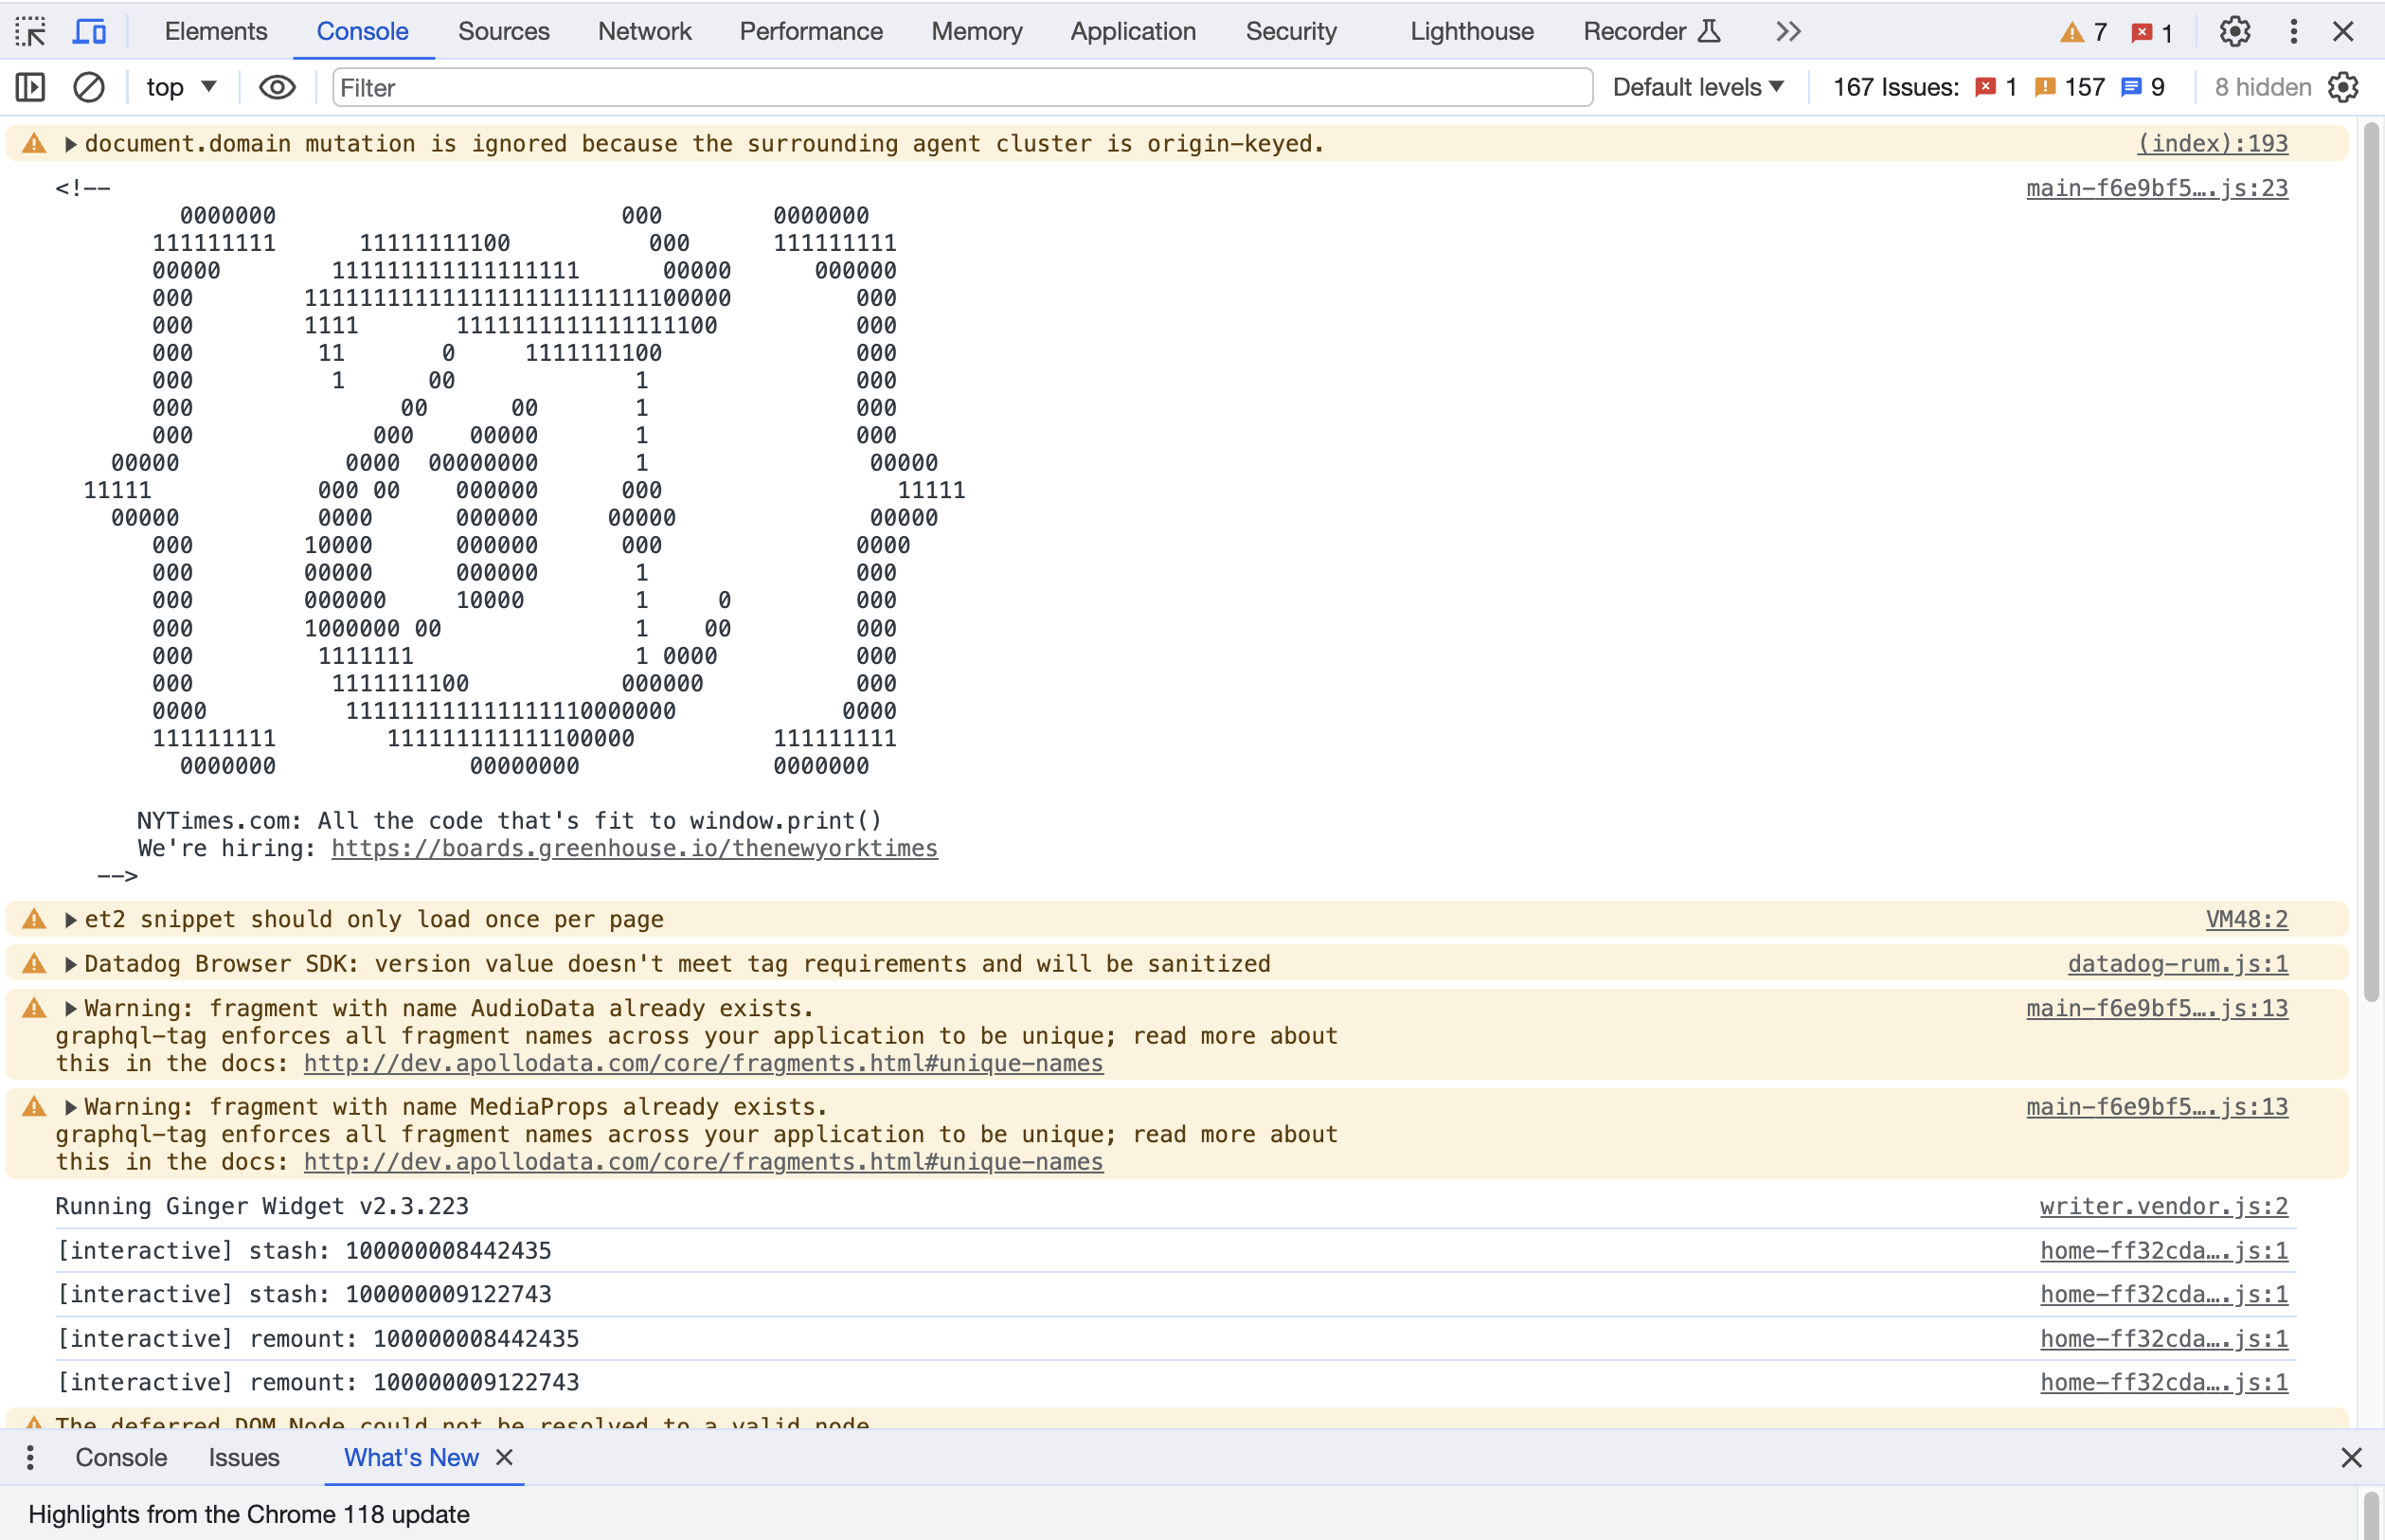 Elements Console Sources Network Performance Memory Application Security Lighthouse Recorder 7 1
top Filter Default levels 167 Issues: 1 157 9 8 hidden
document.domain mutation is ignored because the surrounding agent cluster is origin-keyed. (index):193
<!-- main-f6e9bf5….js:23
         0000000                         000        0000000
       111111111      11111111100          000      111111111
       00000        111111111111111111      00000      000000
       000        1111111111111111111111111100000         000
       000        1111       1111111111111111100          000
       000         11       0     1111111100              000
       000          1      00             1               000
       000               00      00       1               000
       000             000    00000       1               000
    00000            0000  00000000       1                00000
  11111            000 00    000000      000                 11111
    00000          0000      000000     00000              00000
       000        10000      000000      000              0000
       000        00000      000000       1               000
       000        000000     10000        1     0         000
       000        1000000 00              1    00         000
       000         1111111                1 0000          000
       000          1111111100           000000           000
       0000          111111111111111110000000            0000
       111111111        111111111111100000          111111111
         0000000              00000000              0000000
NYTimes.com: All the code that's fit to window.print()
We're hiring: https://boards.greenhouse.io/thenewyorktimes
-->
et2 snippet should only load once per page VM48:2
Datadog Browser SDK: version value doesn't meet tag requirements and will be sanitized datadog-rum.js:1
Warning: fragment with name AudioData already exists. main-f6e9bf5….js:13
graphql-tag enforces all fragment names across your application to be unique; read more about
this in the docs: http://dev.apollodata.com/core/fragments.html#unique-names
Warning: fragment with name MediaProps already exists. main-f6e9bf5….js:13
graphql-tag enforces all fragment names across your application to be unique; read more about
this in the docs: http://dev.apollodata.com/core/fragments.html#unique-names
Running Ginger Widget v2.3.223 writer.vendor.js:2
[interactive] stash: 100000008442435 home-ff32cda….js:1
[interactive] stash: 100000009122743 home-ff32cda….js:1
[interactive] remount: 100000008442435 home-ff32cda….js:1
[interactive] remount: 100000009122743 home-ff32cda….js:1
The deferred DOM Node could not be resolved to a valid node.
Console Issues What's New
Highlights from the Chrome 118 update